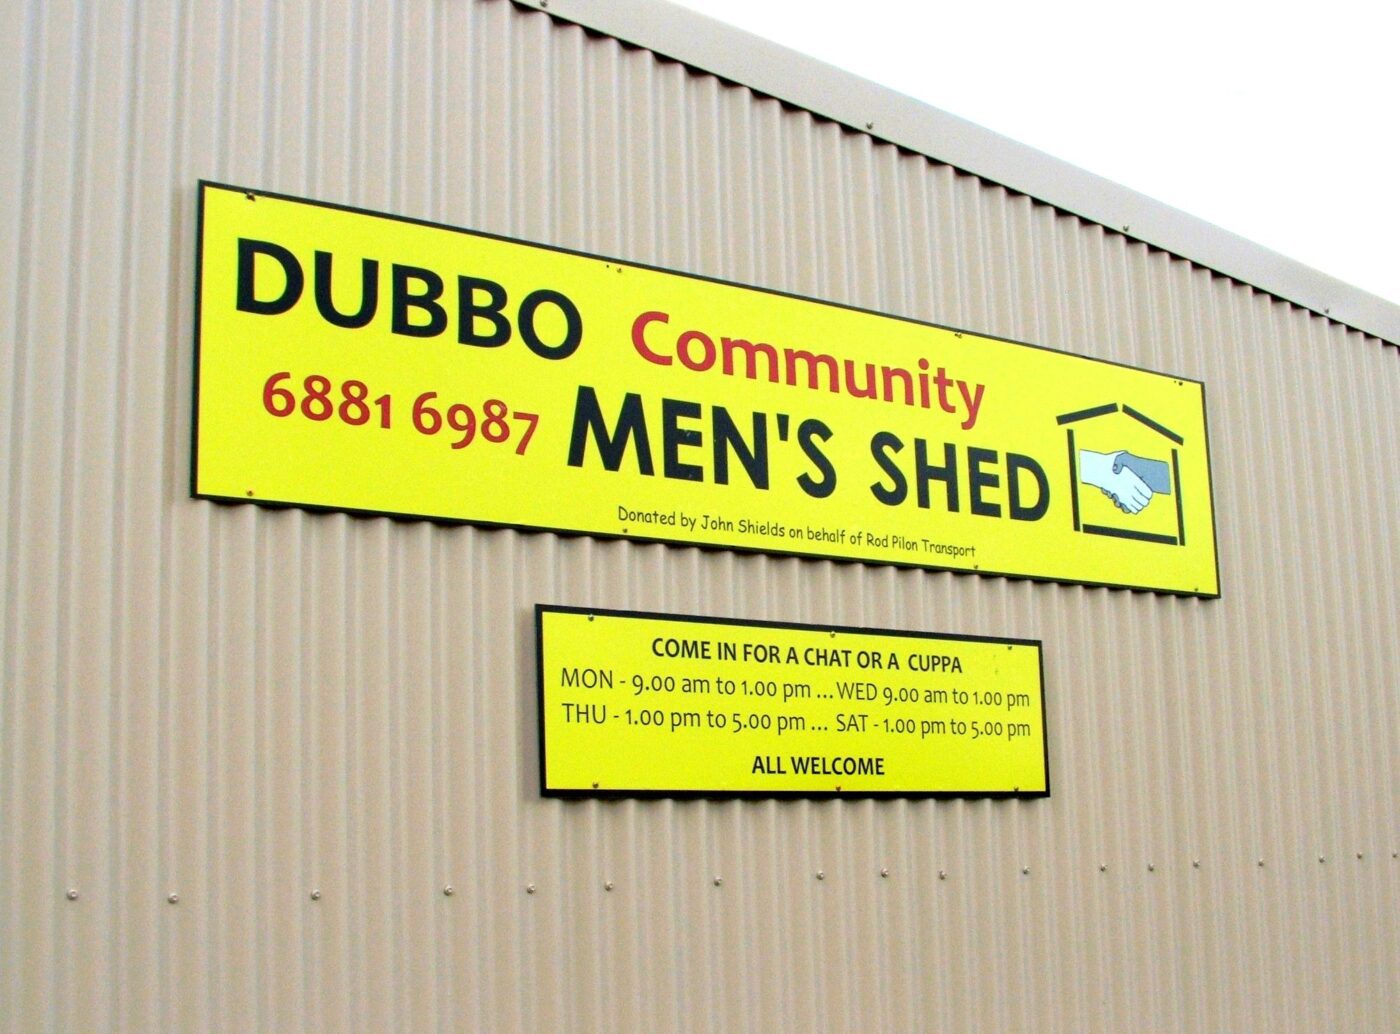 DUBBO Community
6881 6987 MEN'S SHED
Donated by John Shields on behalf of Rod Pilon Transport
COME IN FOR A CHAT OR A CUPPA
MON - 9.00 am to 1.00 pm ... WED 9.00 am to 1.00 pm
THU - 1.00 pm to 5.00 pm ... SAT - 1.00 pm to 5.00 pm
ALL WELCOME